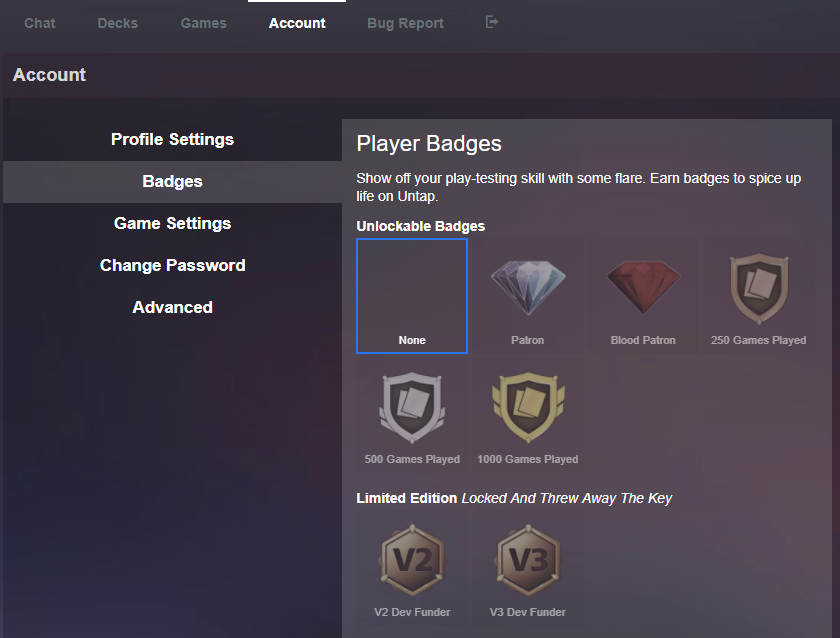 Chat Decks Games Account Bug Report
Account
Profile Settings
Badges
Game Settings
Change Password
Advanced
Player Badges
Show off your play-testing skill with some flare. Earn badges to spice up
life on Untap.
Unlockable Badges
None Patron Blood Patron 250 Games Played
500 Games Played 1000 Games Played
Limited Edition Locked And Threw Away The Key
V2 V3
V2 Dev Funder V3 Dev Funder